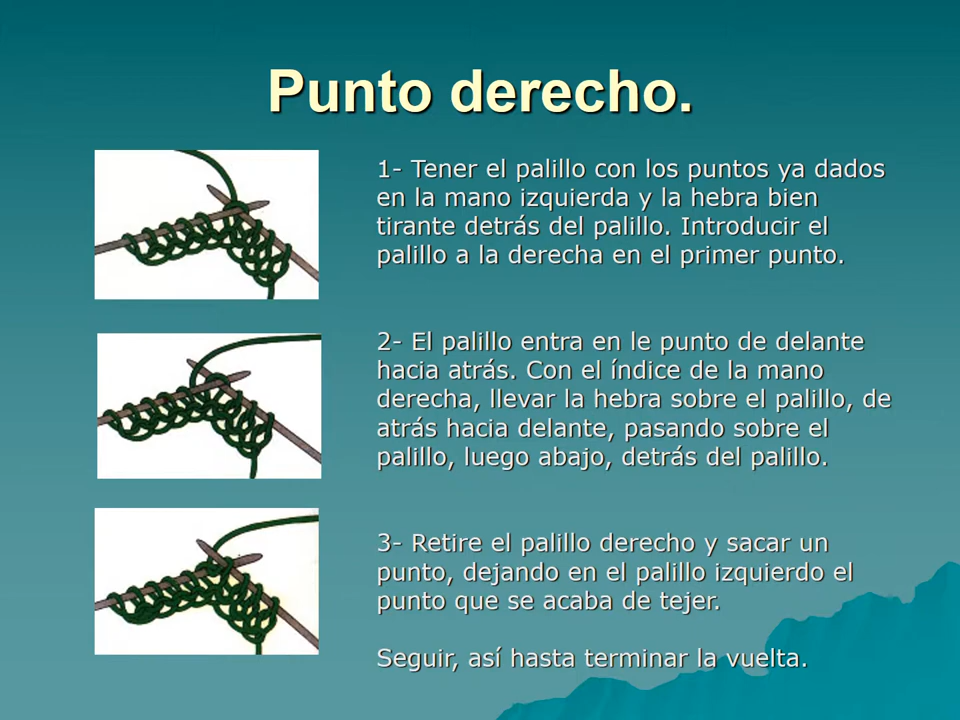 Punto derecho.
1- Tener el palillo con los puntos ya dados
en la mano izquierda y la hebra bien
tirante detrás del palillo. Introducir el
palillo a la derecha en el primer punto.
2- El palillo entra en le punto de delante
hacia atrás. Con el índice de la mano
derecha, llevar la hebra sobre el palillo, de
atrás hacia delante, pasando sobre el
palillo, luego abajo, detrás del palillo.
3- Retire el palillo derecho y sacar un
punto, dejando en el palillo izquierdo el
punto que se acaba de tejer.
Seguir, así hasta terminar la vuelta.